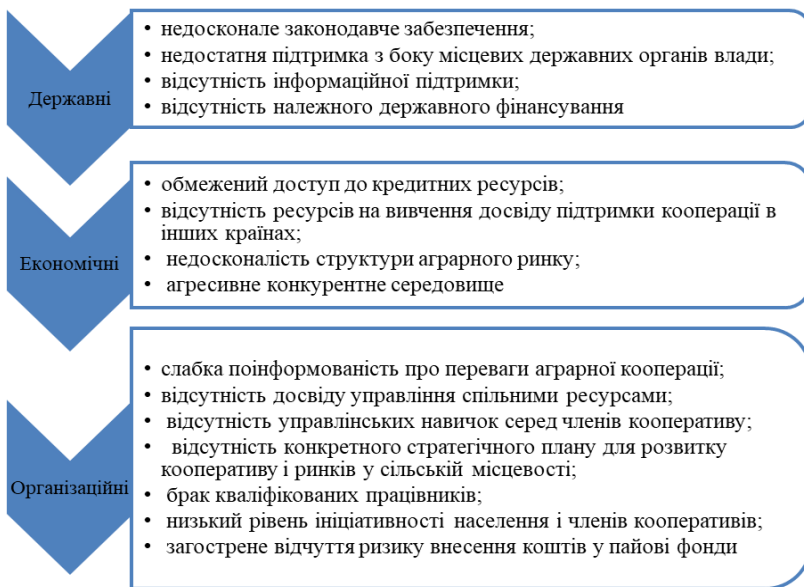 Державні
• недосконале законодавче забезпечення;
• недостатня підтримка з боку місцевих державних органів влади;
• відсутність інформаційної підтримки;
• відсутність належного державного фінансування
Економічні
• обмежений доступ до кредитних ресурсів;
• відсутність ресурсів на вивчення досвіду підтримки кооперації в
інших країнах;
• недосконалість структури аграрного ринку;
• агресивне конкурентне середовище
Організаційні
• слабка поінформованість про переваги аграрної кооперації;
• відсутність досвіду управління спільними ресурсами;
• відсутність управлінських навичок серед членів кооперативу;
• відсутність конкретного стратегічного плану для розвитку
кооперативу і ринків у сільській місцевості;
• брак кваліфікованих працівників;
• низький рівень ініціативності населення і членів кооперативів;
• загострене відчуття ризику внесення коштів у пайові фонди